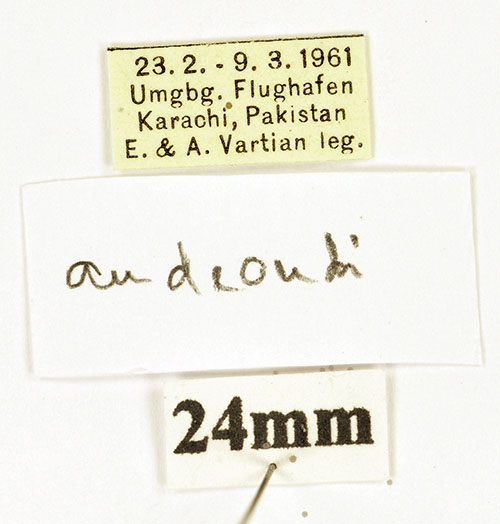 23. 2. - 9. 3. 1961
Umgbg. Flughafen
Karachi, Pakistan
E. & A. Vartian leg.
24mm